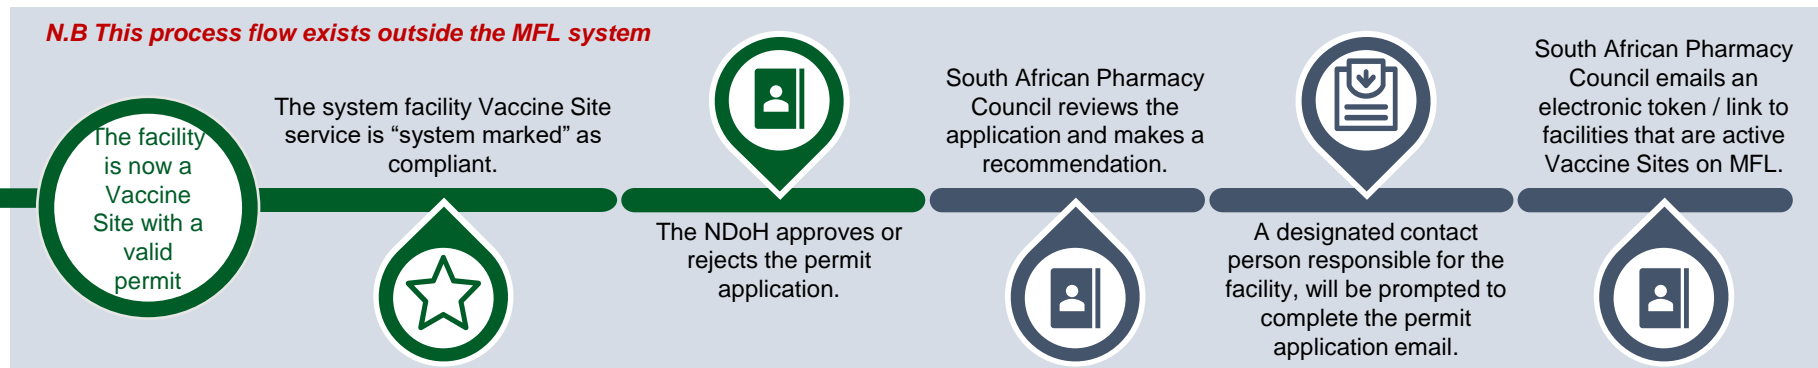 N.B This process flow exists outside the MFL system
The facility
is now a
Vaccine
Site with a
valid
permit
The system facility Vaccine Site
service is “system marked” as
compliant.
The NDoH approves or
rejects the permit
application.
South African Pharmacy
Council reviews the
application and makes a
recommendation.
A designated contact
person responsible for the
facility, will be prompted to
complete the permit
application email.
South African Pharmacy
Council emails an
electronic token / link to
facilities that are active
Vaccine Sites on MFL.